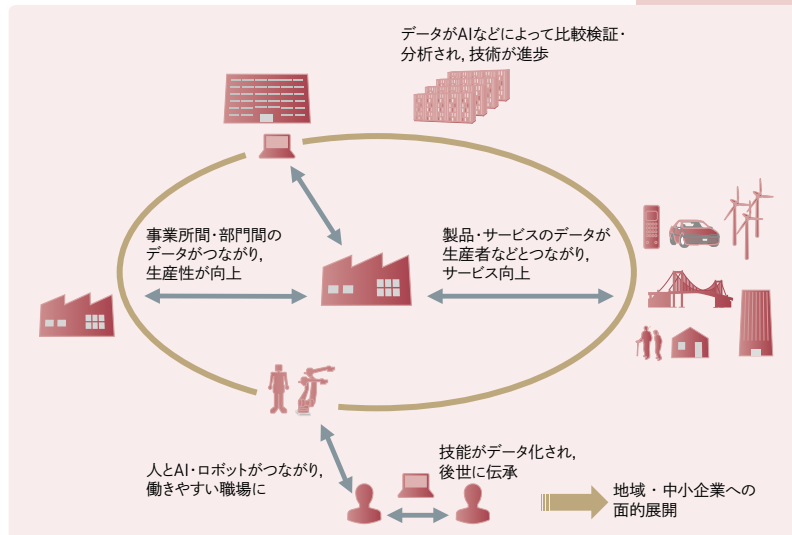 データがAIなどによって比較検証・
分析され，技術が進歩
事業所間・部門間の
データがつながり，
生産性が向上
製品・サービスのデータが
生産者などとつながり，
サービス向上
人とAI・ロボットがつながり，
働きやすい職場に
技能がデータ化され，
後世に伝承
地域・中小企業への
面的展開